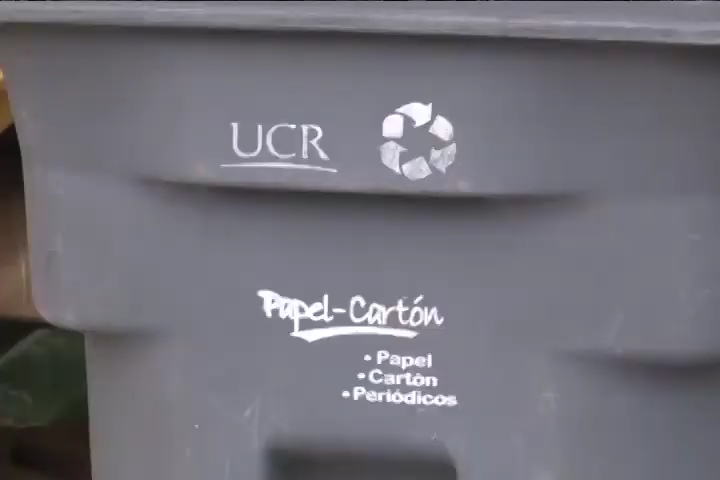 UCR
Papel-Cartón
• Papel
• Cartón
• Periódicos